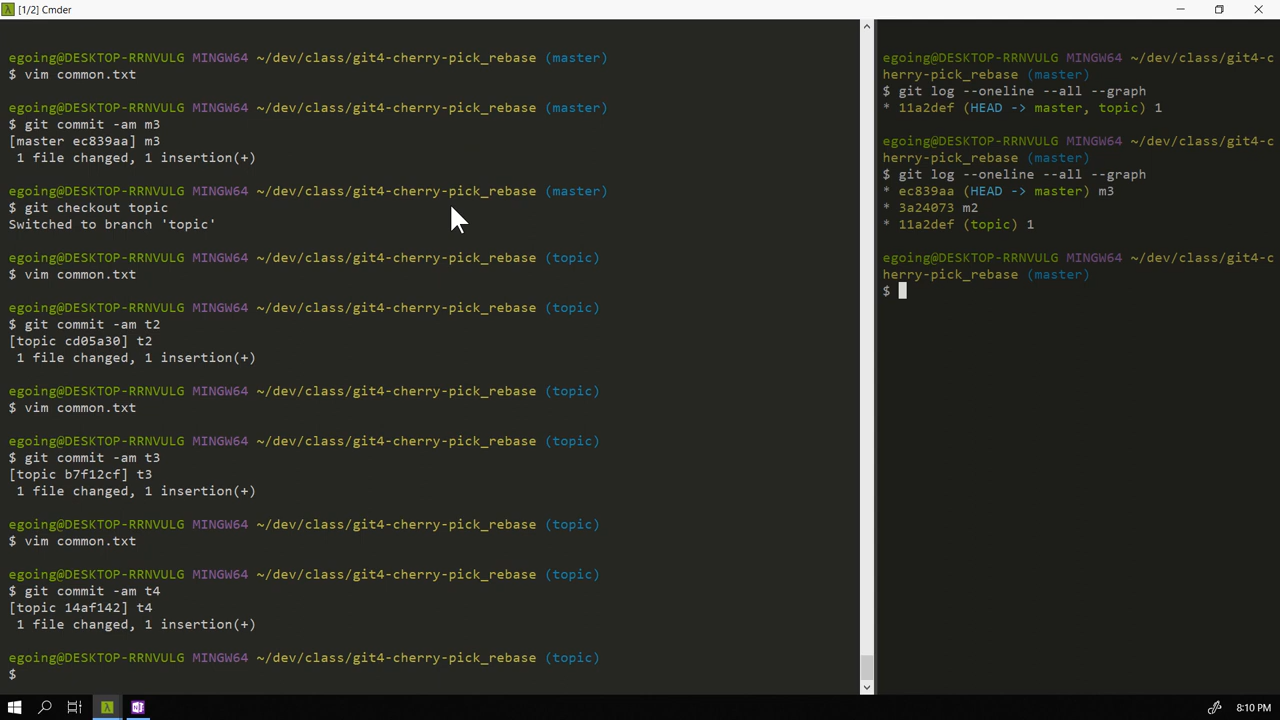 [1/2] Cmder
egoing@DESKTOP-RRNVULG MINGW64 ~/dev/class/git4-cherry-pick_rebase (master)
$ vim common.txt
egoing@DESKTOP-RRNVULG MINGW64 ~/dev/class/git4-cherry-pick_rebase (master)
$ git commit -am m3
[master ec839aa] m3
1 file changed, 1 insertion(+)
egoing@DESKTOP-RRNVULG MINGW64 ~/dev/class/git4-cherry-pick_rebase (master)
$ git checkout topic
Switched to branch 'topic'
egoing@DESKTOP-RRNVULG MINGW64 ~/dev/class/git4-cherry-pick_rebase (topic)
$ vim common.txt
egoing@DESKTOP-RRNVULG MINGW64 ~/dev/class/git4-cherry-pick_rebase (topic)
$ git commit -am t2
[topic cd05a30] t2
1 file changed, 1 insertion(+)
egoing@DESKTOP-RRNVULG MINGW64 ~/dev/class/git4-cherry-pick_rebase (topic)
$ vim common.txt
egoing@DESKTOP-RRNVULG MINGW64 ~/dev/class/git4-cherry-pick_rebase (topic)
$ git commit -am t3
[topic b7f12cf] t3
1 file changed, 1 insertion(+)
egoing@DESKTOP-RRNVULG MINGW64 ~/dev/class/git4-cherry-pick_rebase (topic)
$ vim common.txt
egoing@DESKTOP-RRNVULG MINGW64 ~/dev/class/git4-cherry-pick_rebase (topic)
$ git commit -am t4
[topic 14af142] t4
1 file changed, 1 insertion(+)
egoing@DESKTOP-RRNVULG MINGW64 ~/dev/class/git4-cherry-pick_rebase (topic)
$
egoing@DESKTOP-RRNVULG MINGW64 ~/dev/class/git4-c
herry-pick_rebase (master)
$ git log --oneline --all --graph
* 11a2def (HEAD -> master, topic) 1
egoing@DESKTOP-RRNVULG MINGW64 ~/dev/class/git4-c
herry-pick_rebase (master)
$ git log --oneline --all --graph
* ec839aa (HEAD -> master) m3
* 3a24073 m2
* 11a2def (topic) 1
egoing@DESKTOP-RRNVULG MINGW64 ~/dev/class/git4-c
herry-pick_rebase (master)
$
8:10 PM